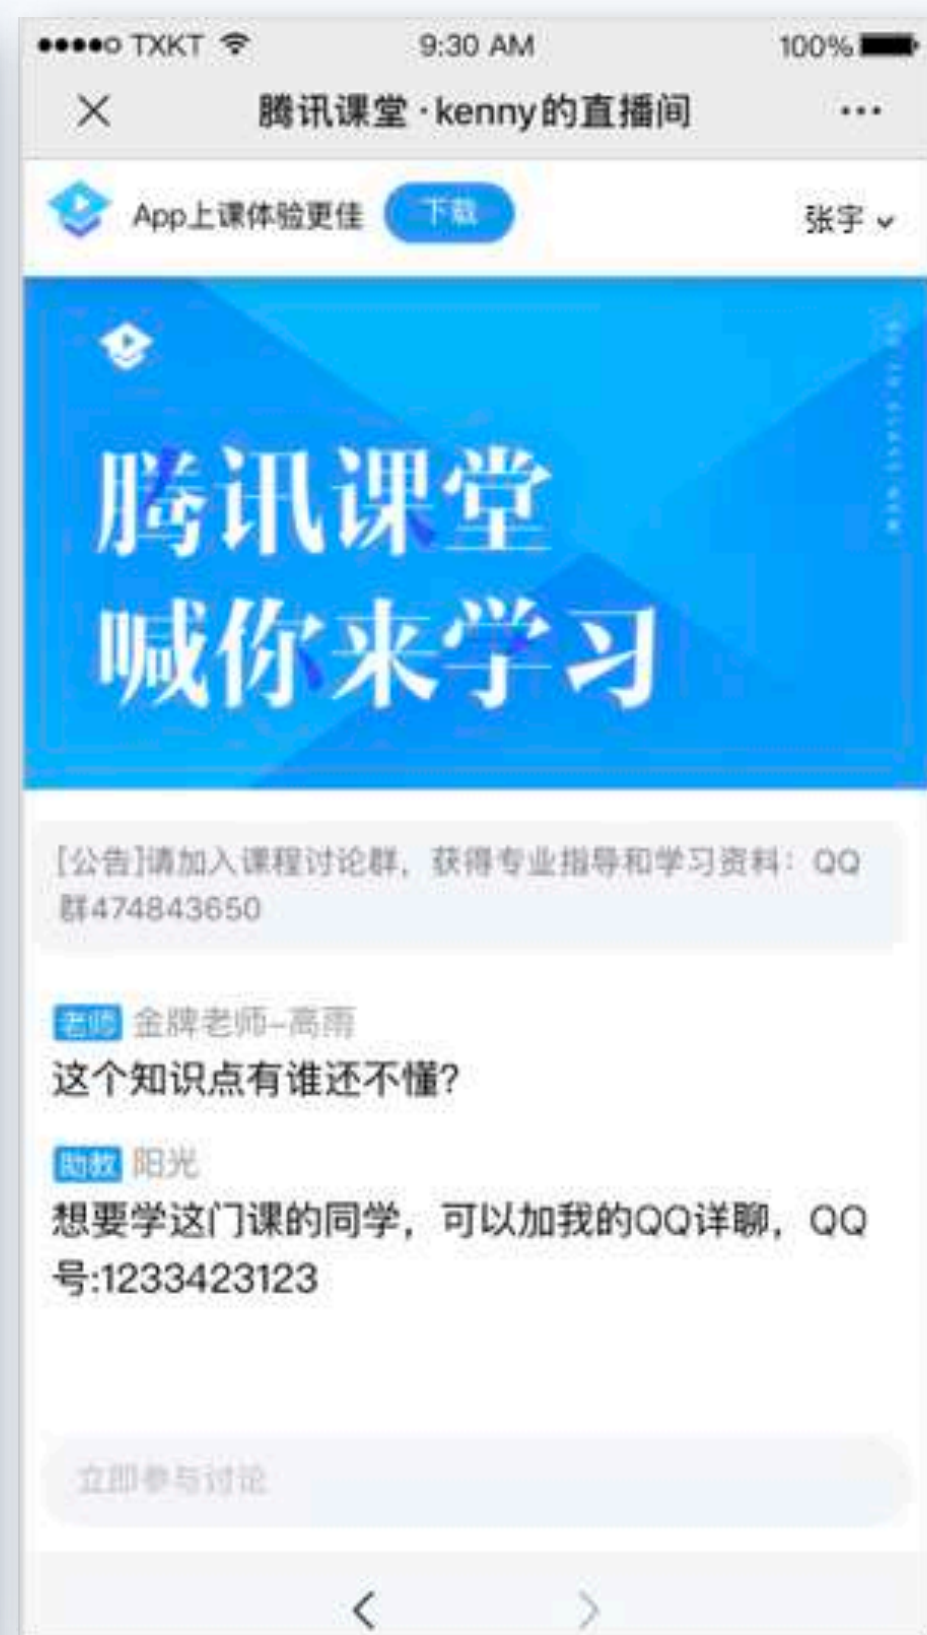 TXKT 9:30 AM 100%
腾讯课堂·kenny的直播间
App上课体验更佳 下载 张宇
腾讯课堂
喊你来学习
[公告]请加入课程讨论群，获得专业指导和学习资料：QQ
群474843650
老师 金牌老师-高雨
这个知识点有谁还不懂?
助教 阳光
想要学这门课的同学，可以加我的QQ详聊，QQ
号:1233423123
立即参与讨论